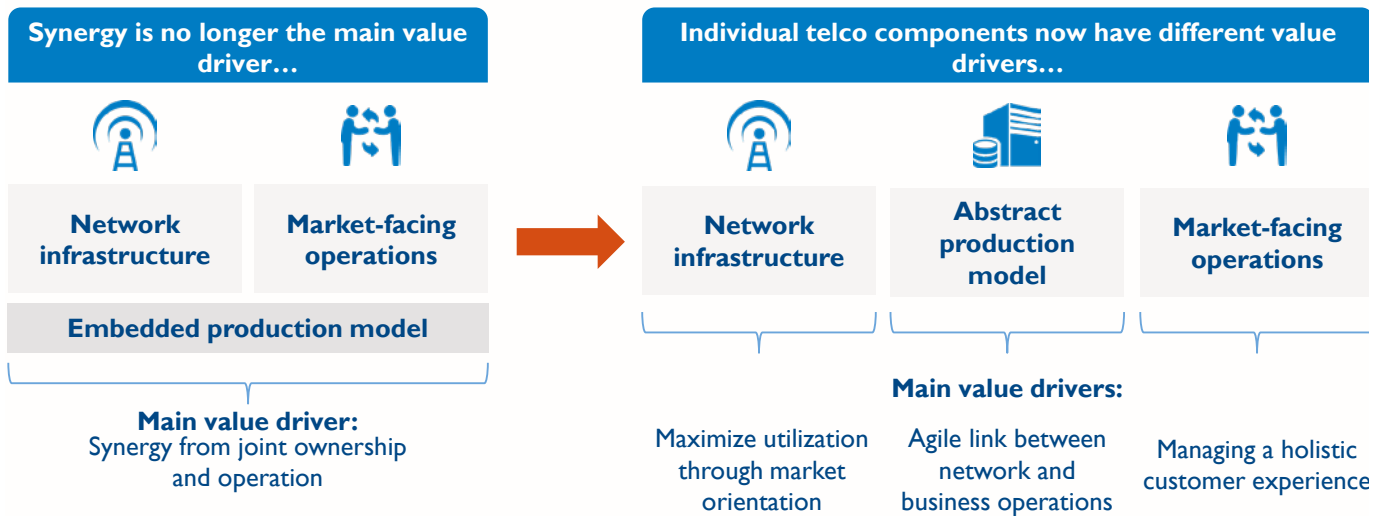 Synergy is no longer the main value
driver…
Network
infrastructure
Market-facing
operations
Embedded production model
Main value driver:
Synergy from joint ownership
and operation
Individual telco components now have different value
drivers…
Network
infrastructure
Abstract
production
model
Market-facing
operations
Main value drivers:
Maximize utilization
through market
orientation
Agile link between
network and
business operations
Managing a holistic
customer experience